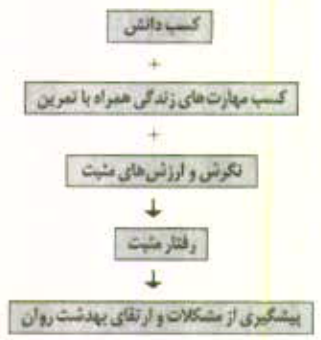 کسب دانش
+
کسب مهارت‌های زندگی همراه با تمرین
+
نگرش و ارزش‌های مثبت
رفتار مثبت
پیشگیری از مشکلات و ارتقای بهدشت روان